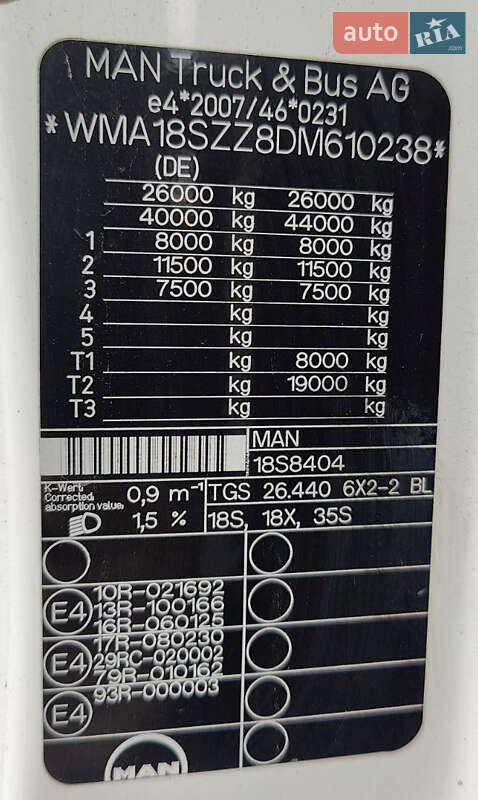 auto RIA .com
MAN Truck & Bus AG
e4*2007/46*0231
*WMA18SZZ8DM610238*
(DE)
26000 kg 26000 kg
40000 kg 44000 kg
1 8000 kg 8000 kg
2 11500 kg 11500 kg
3 7500 kg 7500 kg
4 kg kg
5 kg kg
T1 kg 8000 kg
T2 kg 19000 kg
T3 kg kg
MAN
18S8404
K-Wert:
Corrected
absorption value:
0,9 m⁻¹
TGS 26.440 6X2-2 BL
1,5 %
18S, 18X, 35S
10R-021692
E4 13R-100166
16R-060125
17R-080230
E4 29RC-020002
79R-010162
93R-000003
E4
MAN